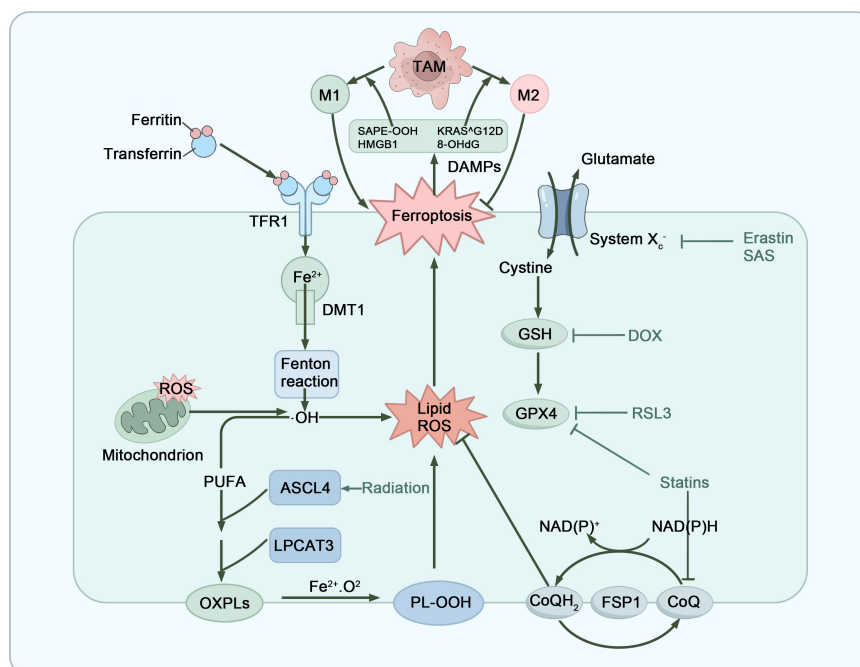 TAM
M1
M2
Ferritin
Transferrin
SAPE-OOH
HMGB1
KRAS^G12D
8-OHdG
DAMPs
Glutamate
TFR1
Ferroptosis
System Xc-
Erastin
SAS
Cystine
Fe2+
DMT1
GSH
DOX
Fenton
reaction
ROS
·OH
Lipid
ROS
GPX4
RSL3
Mitochondrion
PUFA
ASCL4
Radiation
Statins
NAD(P)+
NAD(P)H
LPCAT3
Fe2+.O2
OXPLs
PL-OOH
CoQH2
FSP1
CoQ